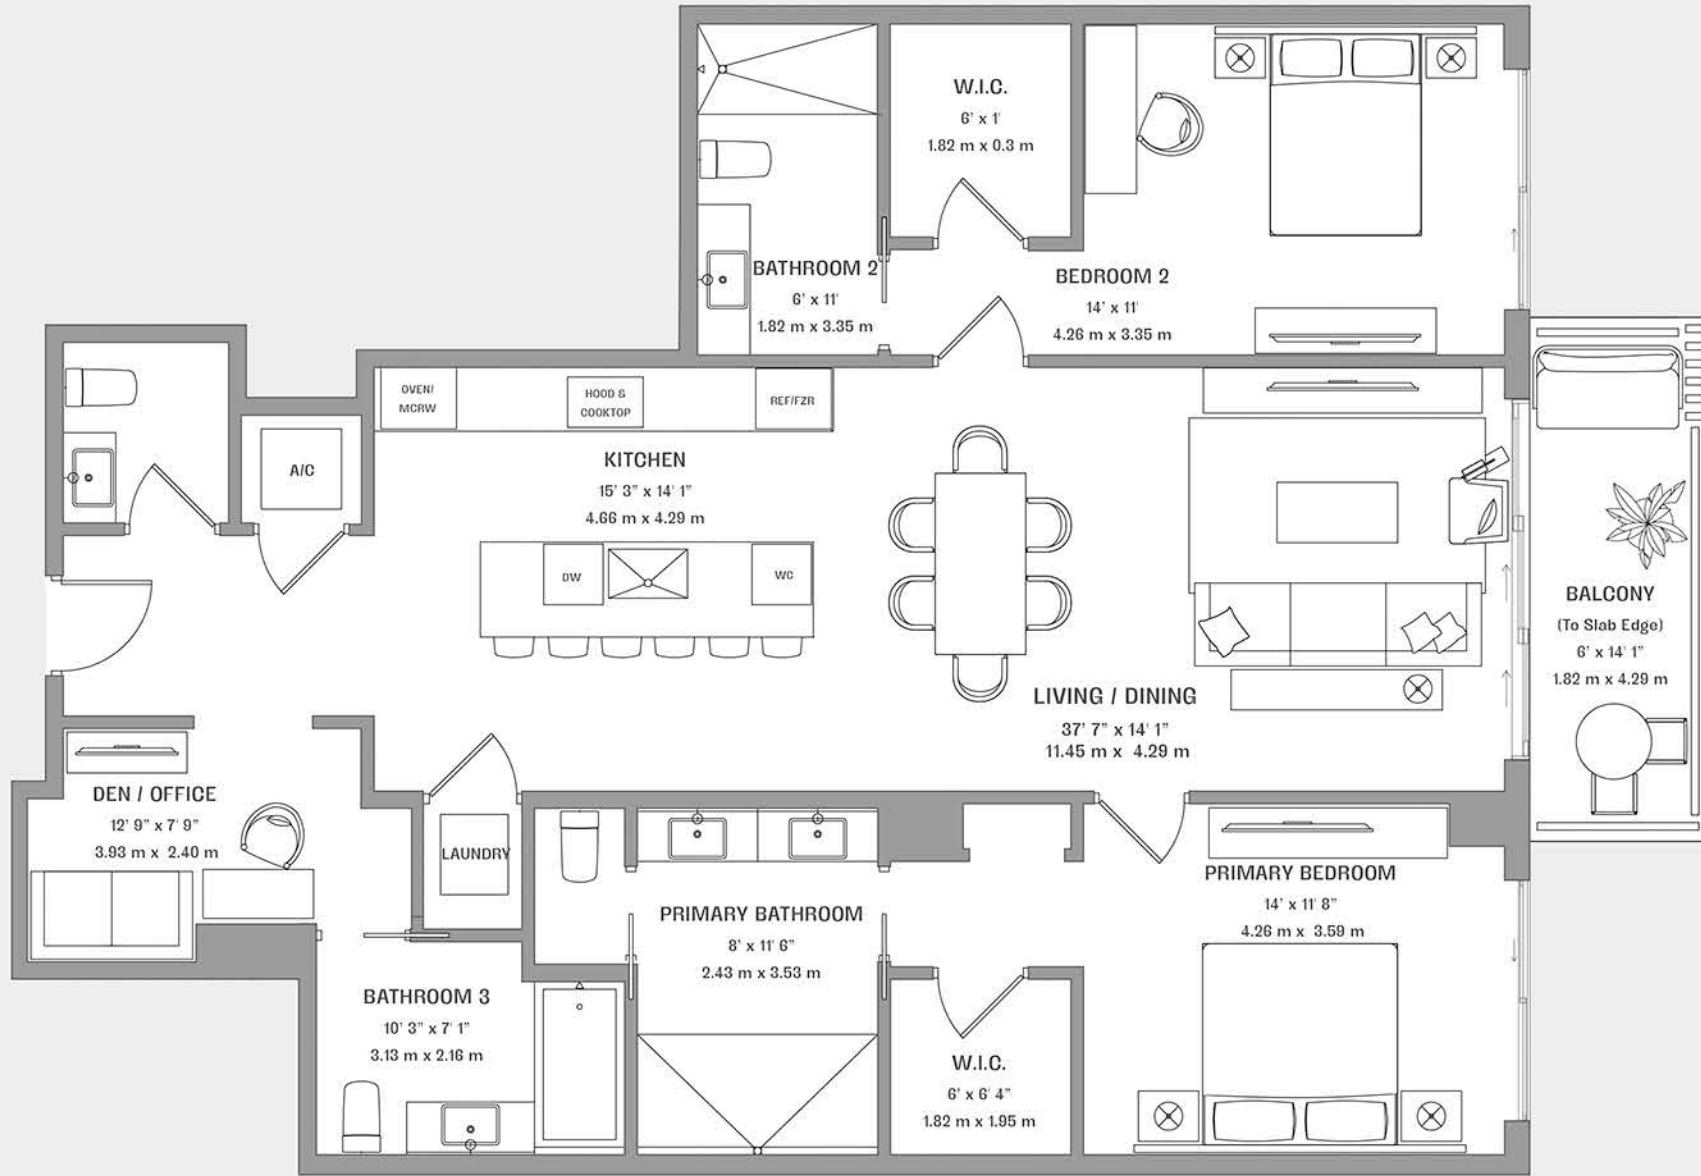 W.I.C.
6' x 1'
1.82 m x 0.3 m
BATHROOM 2
6' x 11'
1.82 m x 3.35 m
BEDROOM 2
14' x 11'
4.26 m x 3.35 m
OVEN/
MCRW
HOOD &
COOKTOP
REF/FZR
A/C
KITCHEN
15' 3" x 14' 1"
4.66 m x 4.29 m
DW
WC
BALCONY
(To Slab Edge)
6' x 14' 1"
1.82 m x 4.29 m
LIVING / DINING
37' 7" x 14' 1"
11.45 m x 4.29 m
DEN / OFFICE
12' 9" x 7' 9"
3.93 m x 2.40 m
LAUNDRY
PRIMARY BATHROOM
8' x 11' 6"
2.43 m x 3.53 m
PRIMARY BEDROOM
14' x 11' 8"
4.26 m x 3.59 m
BATHROOM 3
10' 3" x 7' 1"
3.13 m x 2.16 m
W.I.C.
6' x 6' 4"
1.82 m x 1.95 m